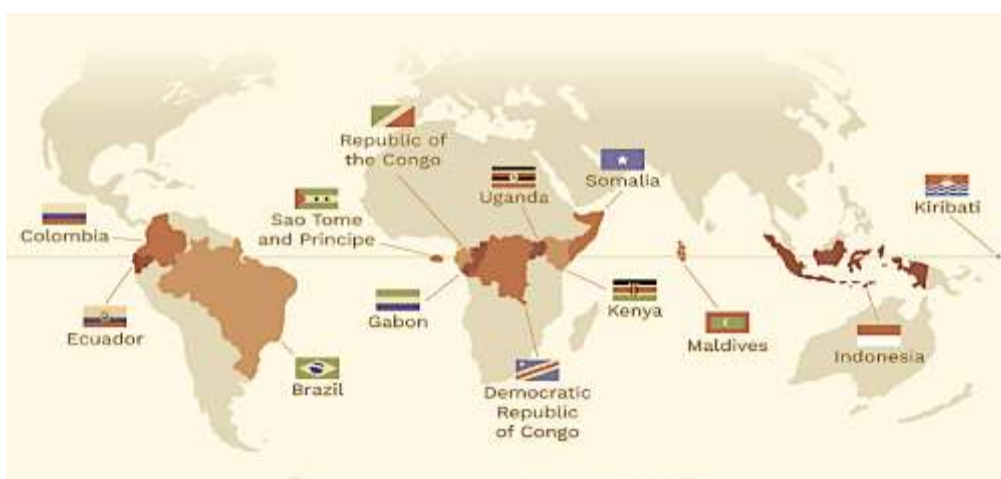 Republic of
the Congo
Somalia
Uganda
Kiribati
Sao Tome
and Principe
Colombia
Kenya
Gabon
Ecuador
Maldives
Indonesia
Brazil
Democratic
Republic
of Congo